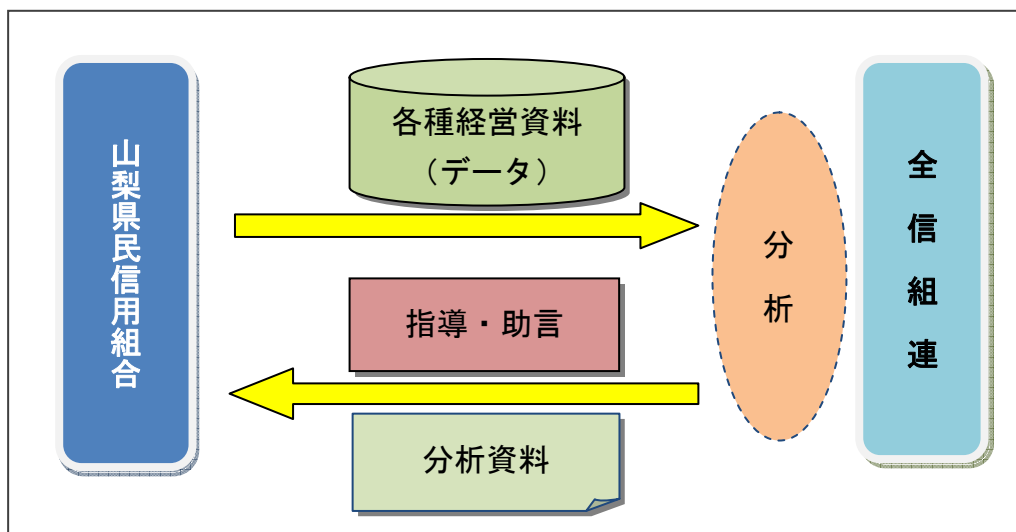 山梨県民信用組合
各種経営資料
（データ）
指導・助言
分析資料
分析
全信組連